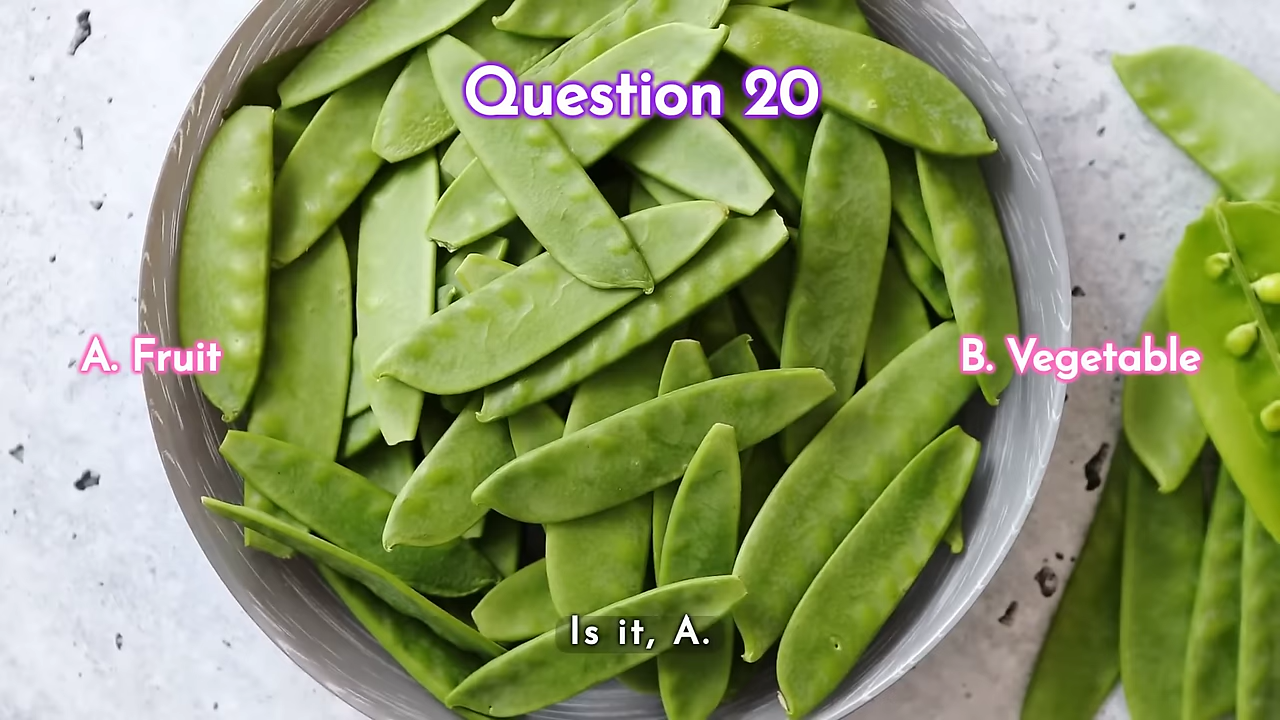 Question 20
A. Fruit
B. Vegetable
Is it, A.